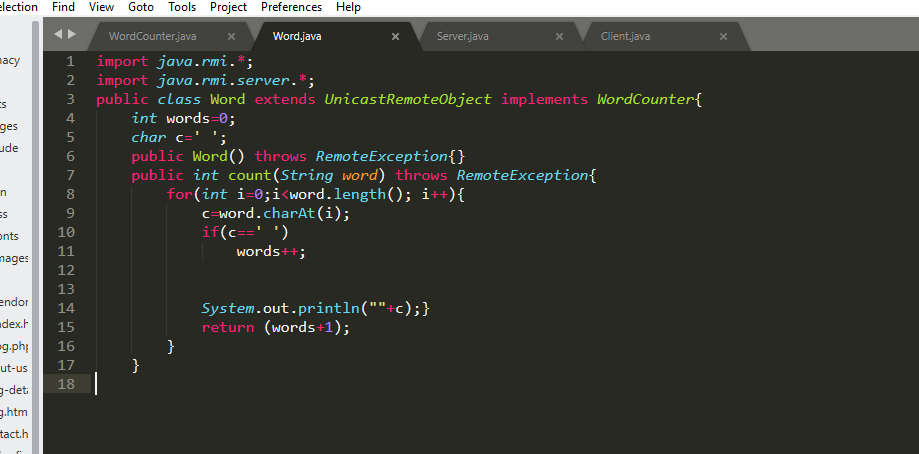 election Find View Goto Tools Project Preferences Help
WordCounter.java × Word.java × Server.java × Client.java ×
1 import java.rmi.*;
2 import java.rmi.server.*;
3 public class Word extends UnicastRemoteObject implements WordCounter{
4 int words=0;
5 char c=' ';
6 public Word() throws RemoteException{}
7 public int count(String word) throws RemoteException{
8 for(int i=0;i<word.length(); i++){
9 c=word.charAt(i);
10 if(c==' ')
11 words++;
12
13
14 System.out.println(""+c);}
15 return (words+1);
16 }
17 }
18
macy
ts
ges
ude
n
ss
onts
mages
endor
dex.h
og.php
ut-us
g-deta
g.htm
tact.h